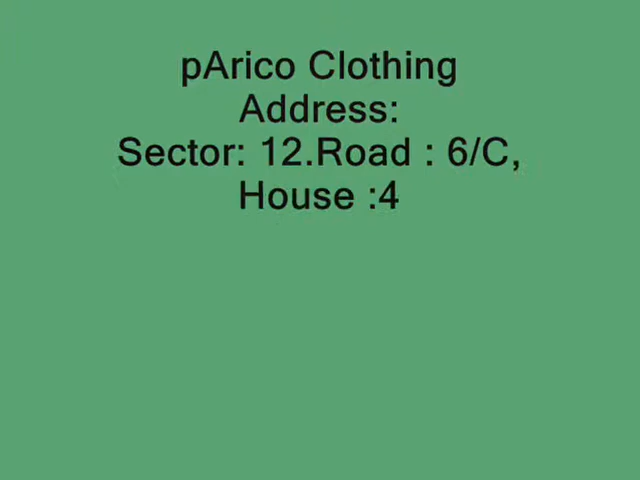 pArico Clothing
Address:
Sector: 12.Road : 6/C,
House :4